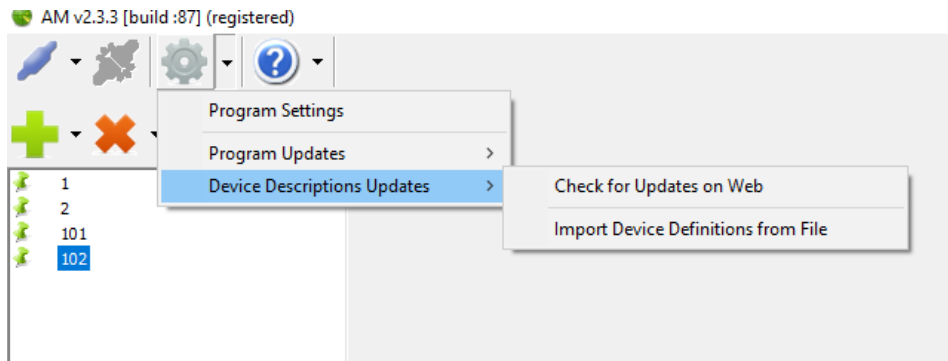 AM v2.3.3 [build :87] (registered)
Program Settings
Program Updates
Device Descriptions Updates
Check for Updates on Web
Import Device Definitions from File
1
2
101
102